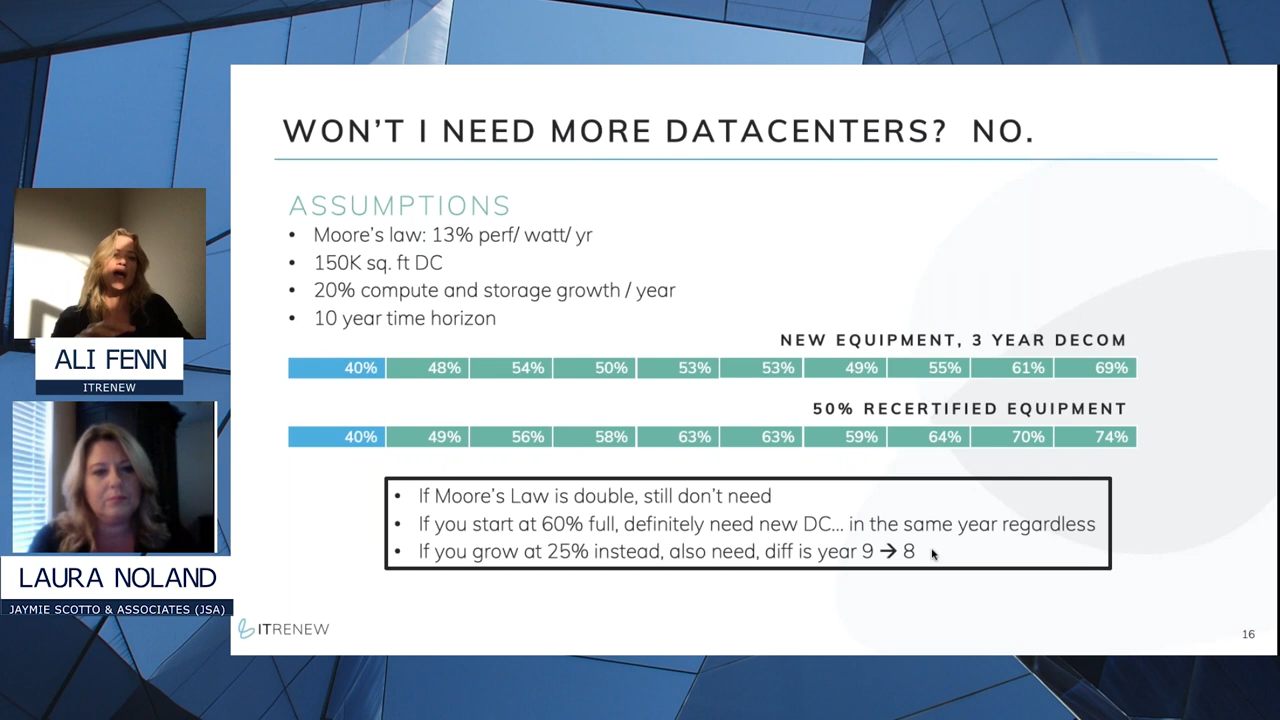 WON'T I NEED MORE DATACENTERS? NO.
ASSUMPTIONS
• Moore's law: 13% perf/ watt/ yr
• 150K sq. ft DC
• 20% compute and storage growth / year
• 10 year time horizon
NEW EQUIPMENT, 3 YEAR DECOM
40% 48% 54% 50% 53% 53% 49% 55% 61% 69%
50% RECERTIFIED EQUIPMENT
40% 49% 56% 58% 63% 63% 59% 64% 70% 74%
• If Moore's Law is double, still don't need
• If you start at 60% full, definitely need new DC... in the same year regardless
• If you grow at 25% instead, also need, diff is year 9 → 8
ITRENEW
16
ALI FENN
ITRENEW
LAURA NOLAND
JAYMIE SCOTTO & ASSOCIATES (JSA)